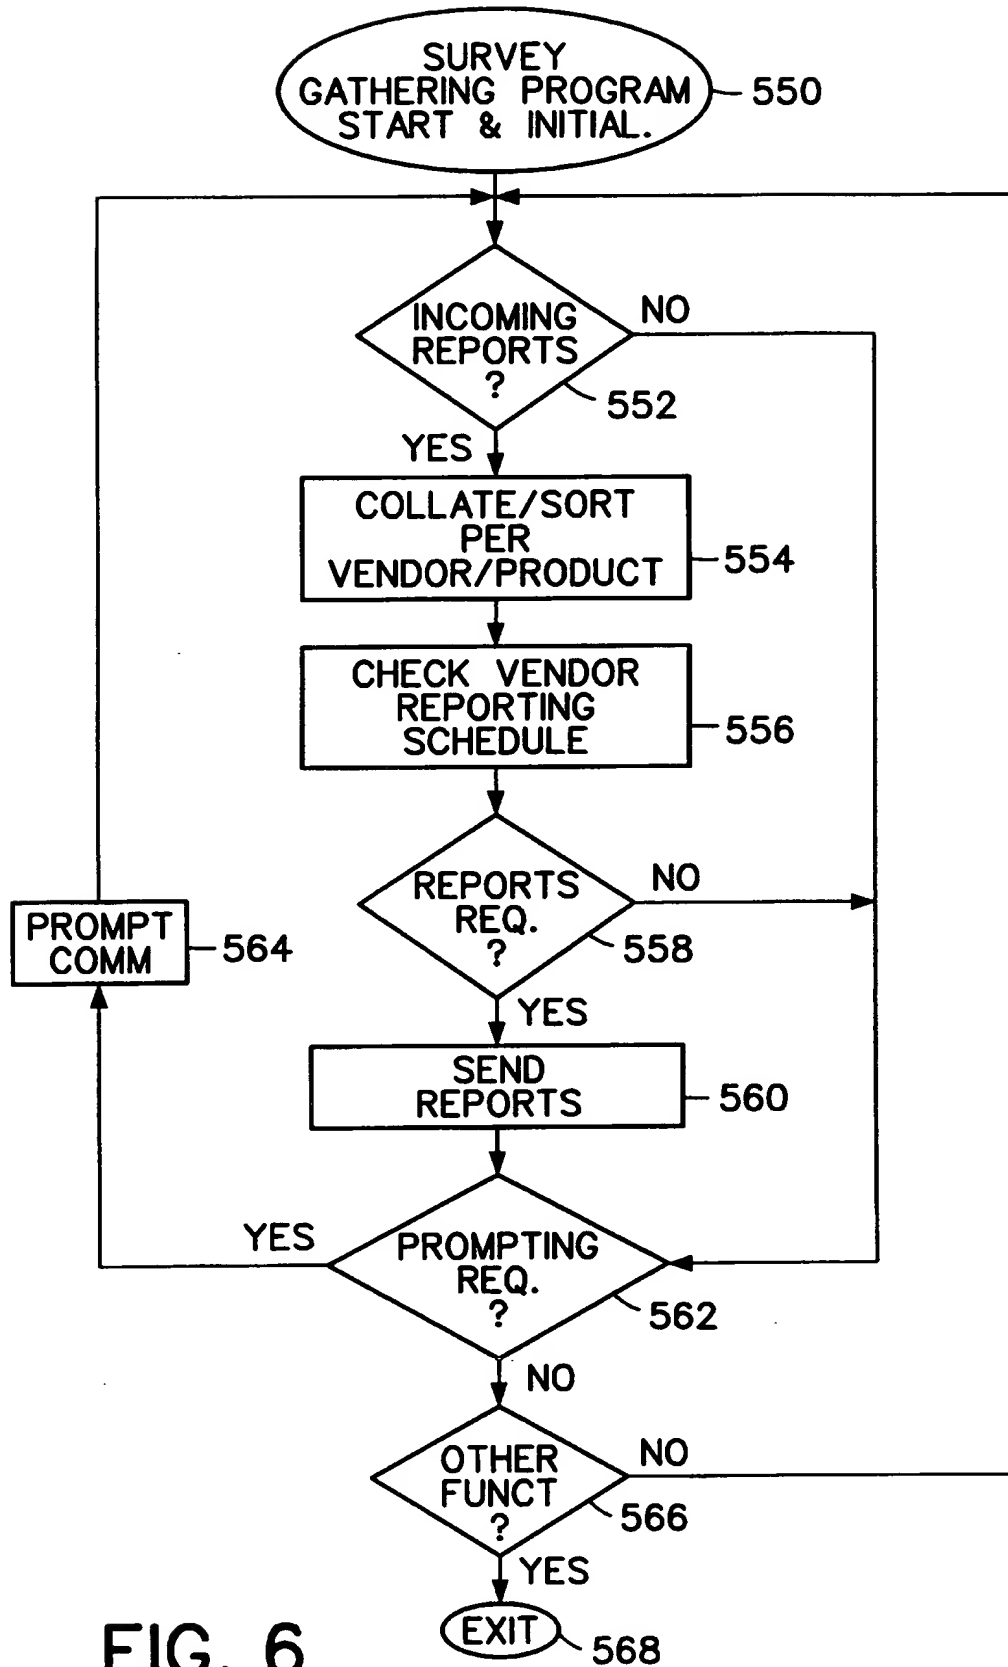 SURVEY
GATHERING PROGRAM
START & INITIAL.
550
INCOMING
REPORTS
?
NO
552
YES
COLLATE/SORT
PER
VENDOR/PRODUCT
554
CHECK VENDOR
REPORTING
SCHEDULE
556
REPORTS
REQ.
?
NO
558
PROMPT
COMM
564
YES
SEND
REPORTS
560
YES
PROMPTING
REQ.
?
562
NO
OTHER
FUNCT
?
NO
566
YES
EXIT
568
FIG. 6